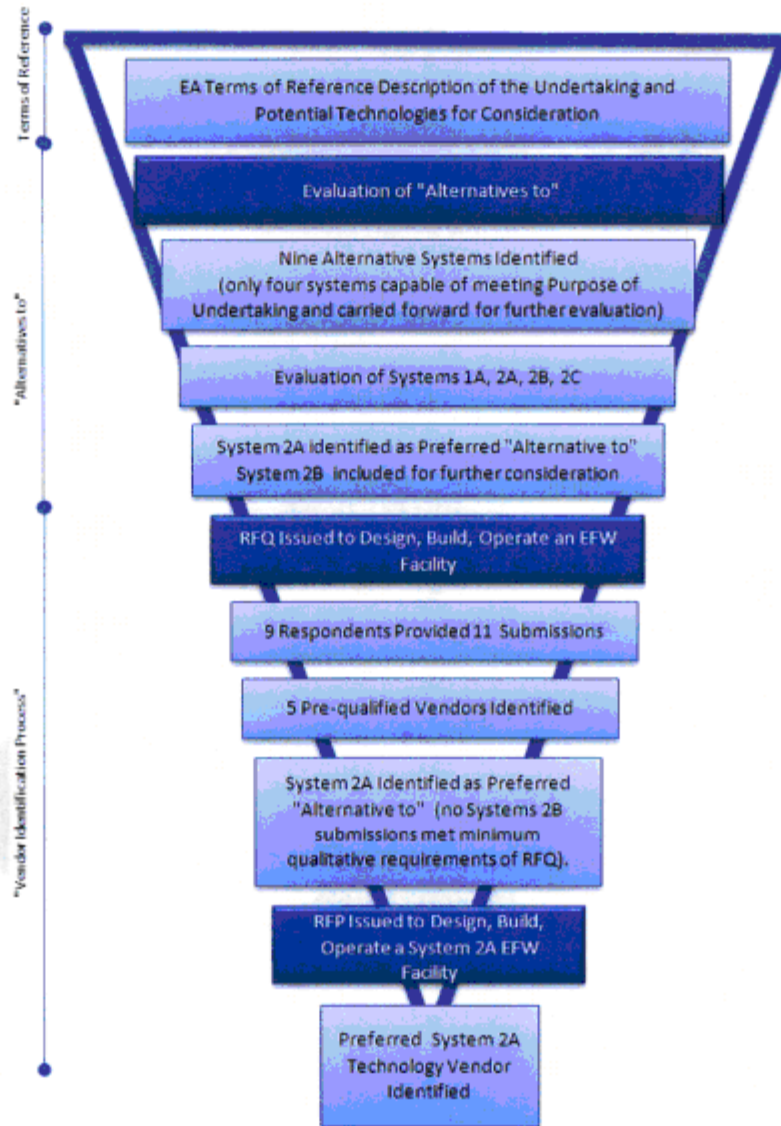 Terms of Reference
EA Terms of Reference Description of the Undertaking and
Potential Technologies for Consideration
"Alternatives to"
Evaluation of "Alternatives to"
Nine Alternative Systems Identified
(only four systems capable of meeting Purpose of
Undertaking and carried forward for further evaluation)
Evaluation of Systems 1A, 2A, 2B, 2C
System 2A identified as Preferred "Alternative to"
System 2B included for further consideration
"Vendor Identification Process"
RFQ Issued to Design, Build, Operate an EFW
Facility
9 Respondents Provided 11 Submissions
5 Pre-qualified Vendors Identified
System 2A Identified as Preferred
"Alternative to" (no Systems 2B
submissions met minimum
qualitative requirements of RFQ).
RFP Issued to Design, Build,
Operate a System 2A EFW
Facility
Preferred System 2A
Technology Vendor
Identified